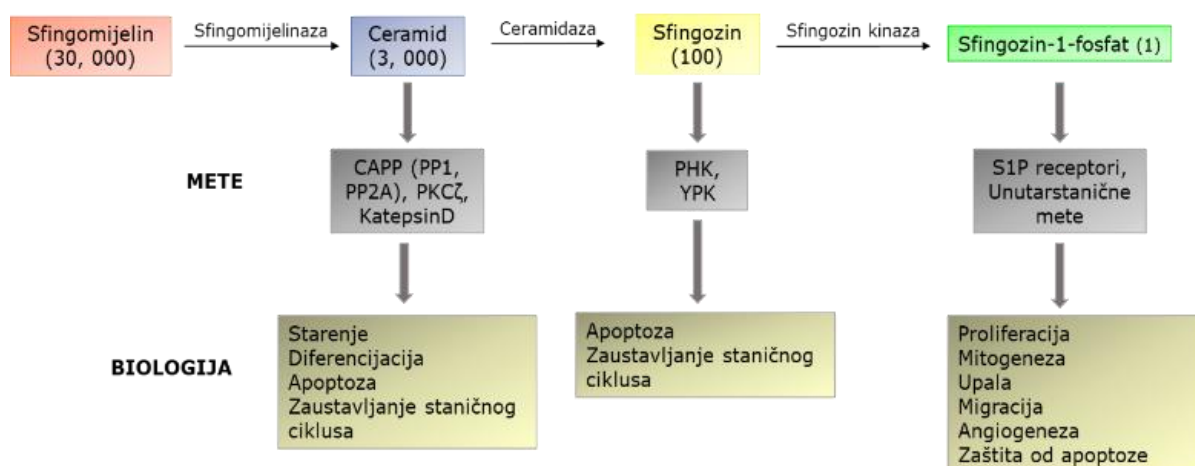 Sfingomijelin
(30, 000)
Sfingomijelinaza
Ceramid
(3, 000)
Ceramidaza
Sfingozin
(100)
Sfingozin kinaza
Sfingozin-1-fosfat (1)
METE
CAPP (PP1,
PP2A), PKCζ,
KatepsinD
PHK,
YPK
S1P receptori,
Unutarstanične
mete
BIOLOGIJA
Starenje
Diferencijacija
Apoptoza
Zaustavljanje staničnog
ciklusa
Apoptoza
Zaustavljanje staničnog
ciklusa
Proliferacija
Mitogeneza
Upala
Migracija
Angiogeneza
Zaštita od apoptoze